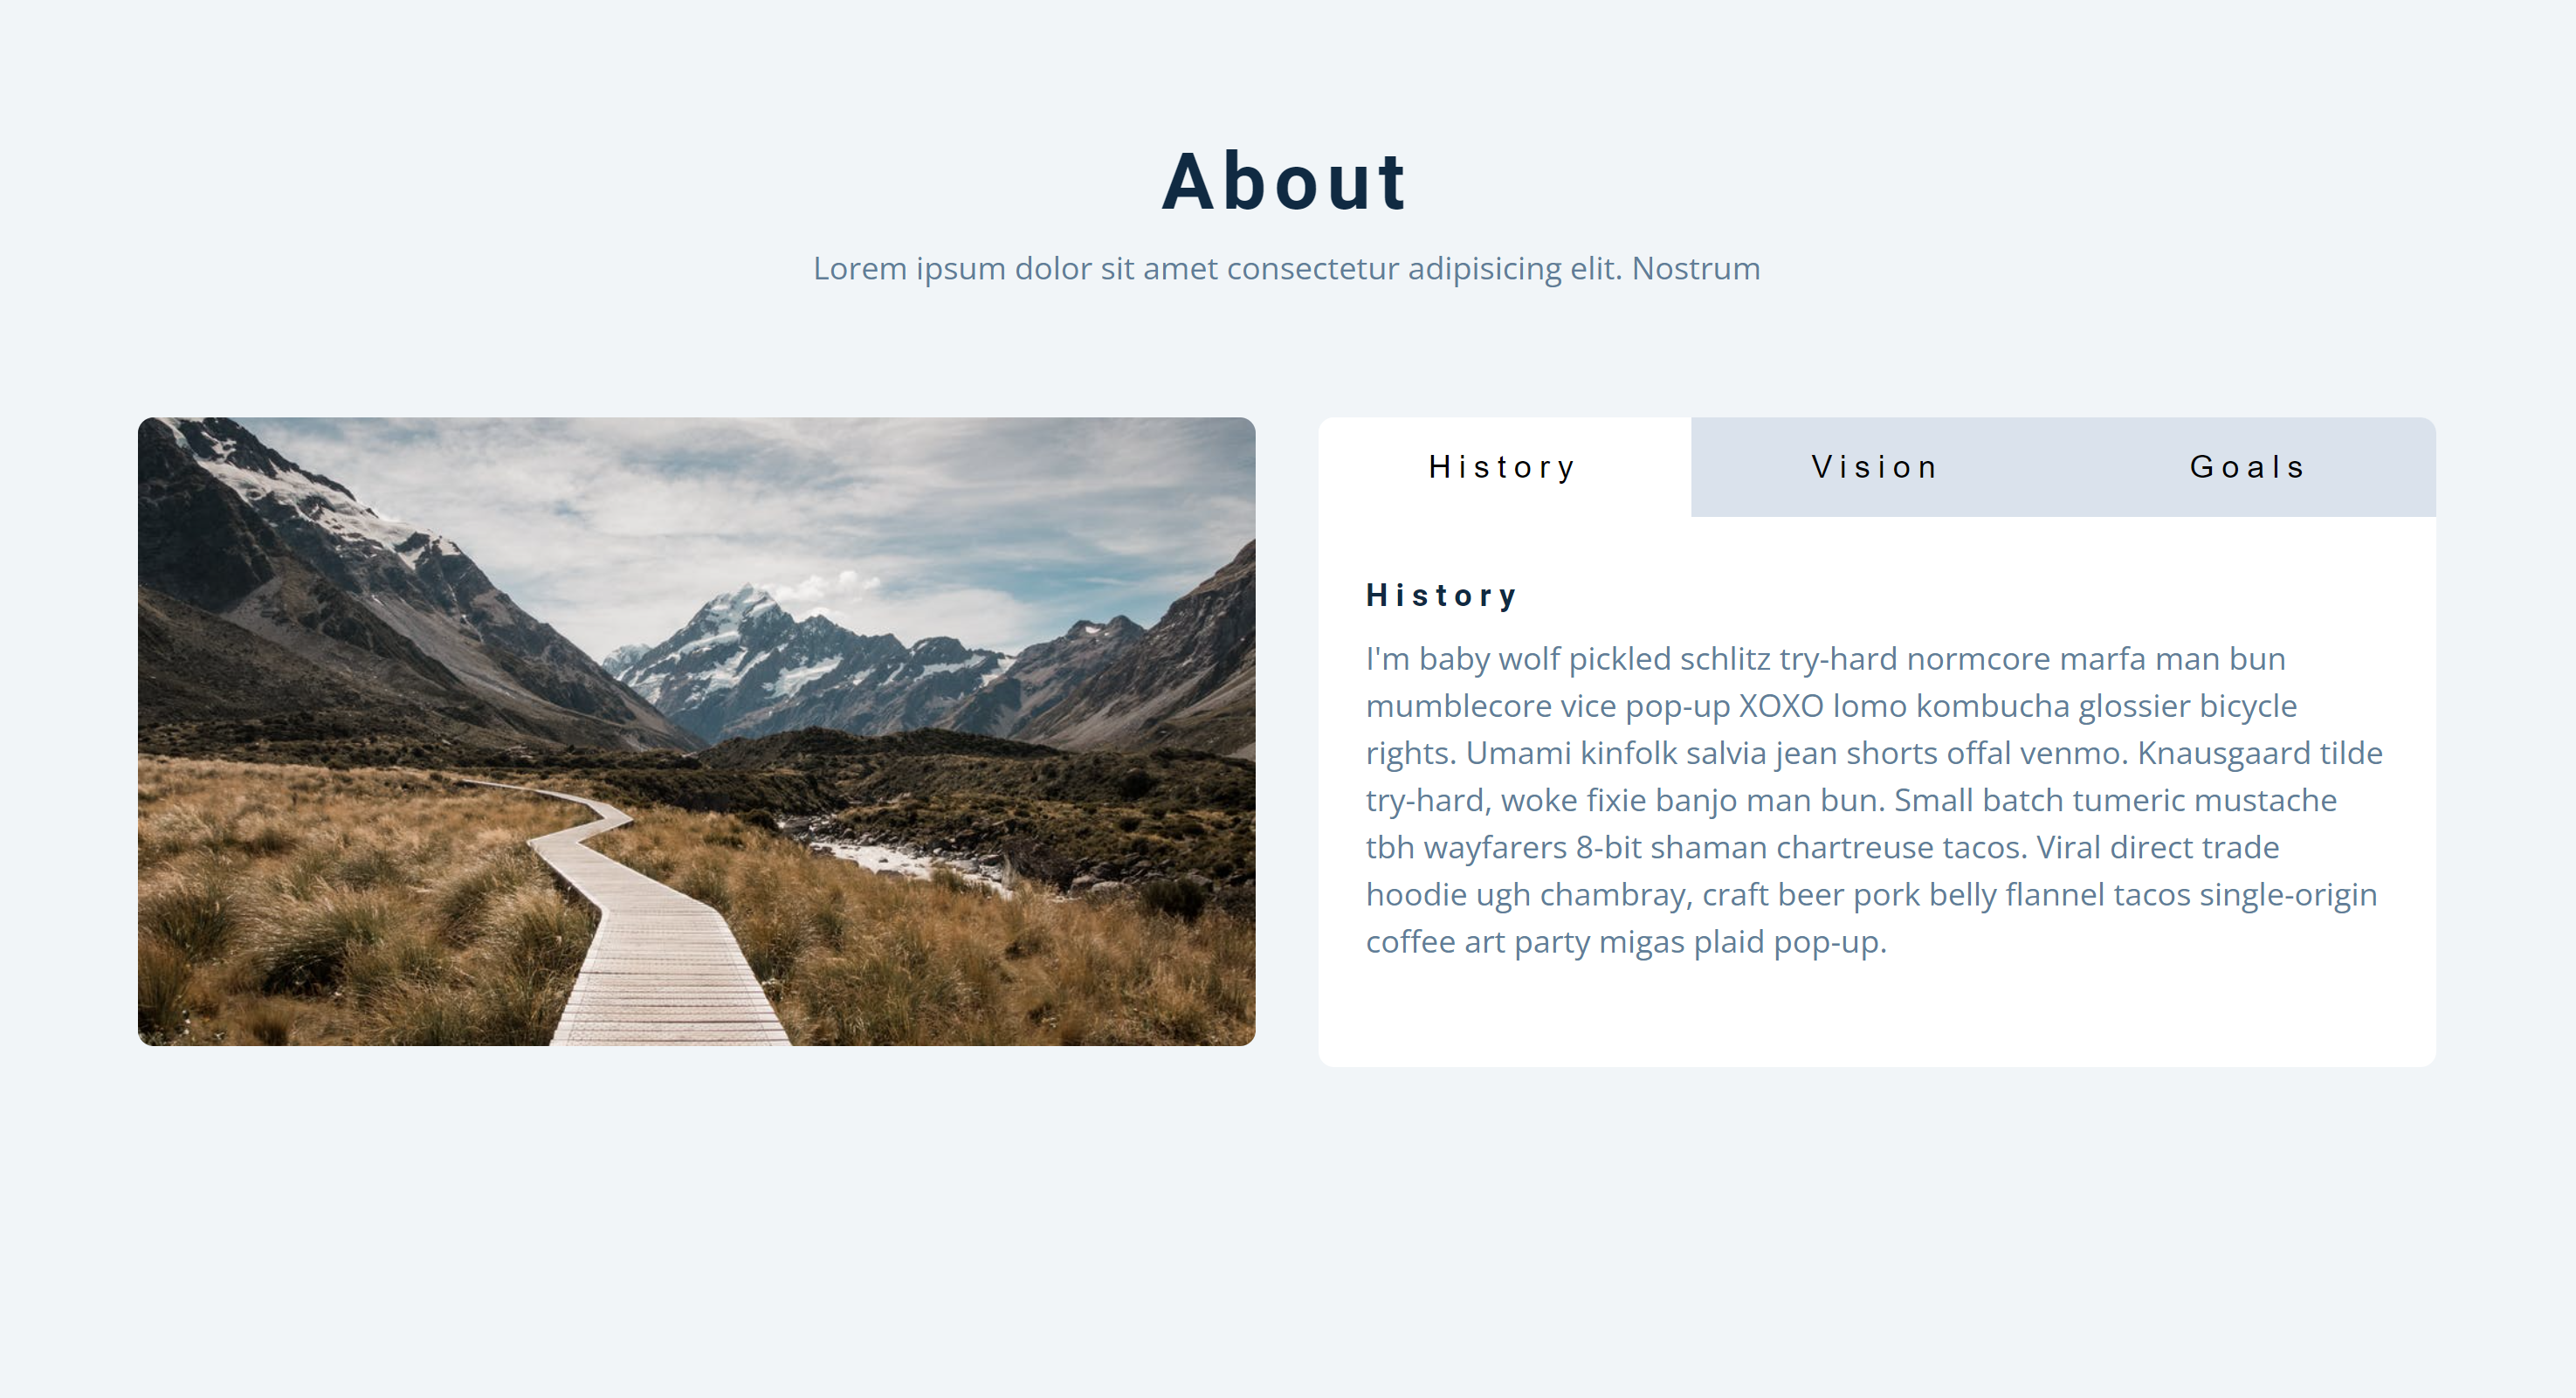 About
Lorem ipsum dolor sit amet consectetur adipisicing elit. Nostrum
History
Vision
Goals
History
I'm baby wolf pickled schlitz try-hard normcore marfa man bun
mumblecore vice pop-up XOXO lomo kombucha glossier bicycle
rights. Umami kinfolk salvia jean shorts offal venmo. Knausgaard tilde
try-hard, woke fixie banjo man bun. Small batch tumeric mustache
tbh wayfarers 8-bit shaman chartreuse tacos. Viral direct trade
hoodie ugh chambray, craft beer pork belly flannel tacos single-origin
coffee art party migas plaid pop-up.